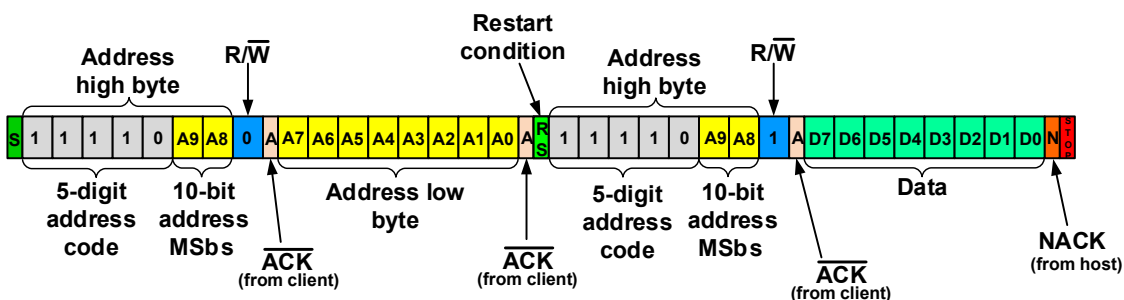 Restart
condition
Address
high byte
R/W̅
Address
high byte
R/W̅
S 1 1 1 1 0 A9 A8 0 A A7 A6 A5 A4 A3 A2 A1 A0 A RS 1 1 1 1 0 A9 A8 1 A D7 D6 D5 D4 D3 D2 D1 D0 N STOP
5-digit
address
code
10-bit
address
MSbs
Address low
byte
5-digit
address
code
10-bit
address
MSbs
Data
A̅C̅K̅
(from client)
A̅C̅K̅
(from client)
A̅C̅K̅
(from client)
NACK
(from host)